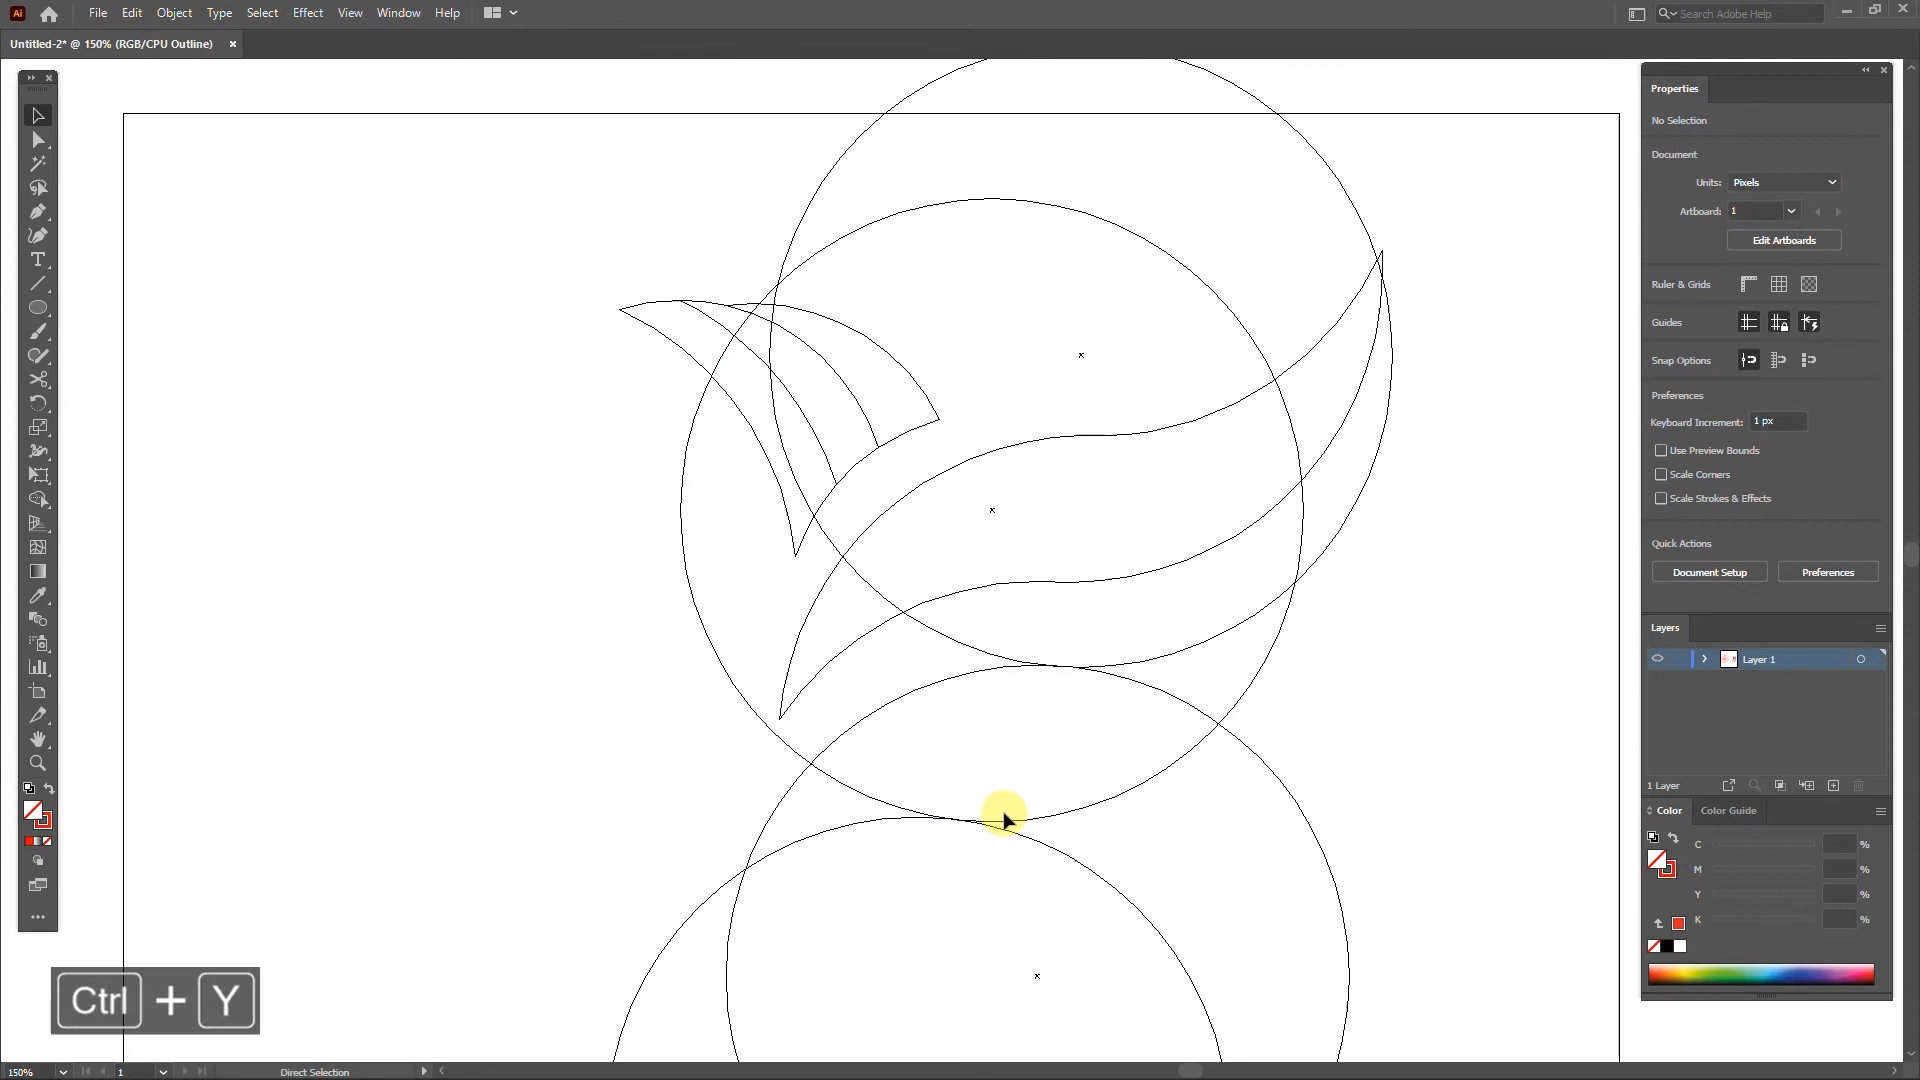 Ai File Edit Object Type Select Effect View Window Help Search Adobe Help
Untitled-2* @ 150% (RGB/CPU Outline)
Properties
No Selection
Document
Units: Pixels
Artboard: 1
Edit Artboards
Ruler & Grids
Guides
Snap Options
Preferences
Keyboard Increment: 1 px
Use Preview Bounds
Scale Corners
Scale Strokes & Effects
Quick Actions
Document Setup Preferences
Layers
Layer 1
1 Layer
Color Color Guide
C %
M %
Y %
K %
Ctrl + Y
150% 1 Direct Selection